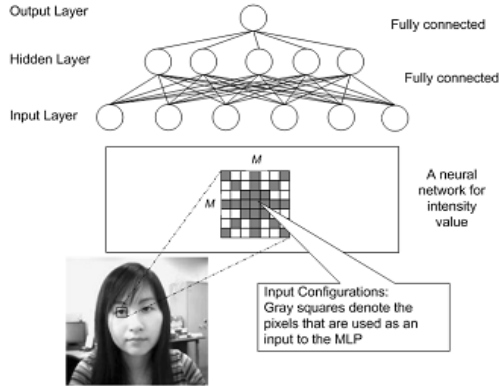 Output Layer
Fully connected
Hidden Layer
Fully connected
Input Layer
M
M
A neural
network for
intensity
value
Input Configurations:
Gray squares denote the
pixels that are used as an
input to the MLP